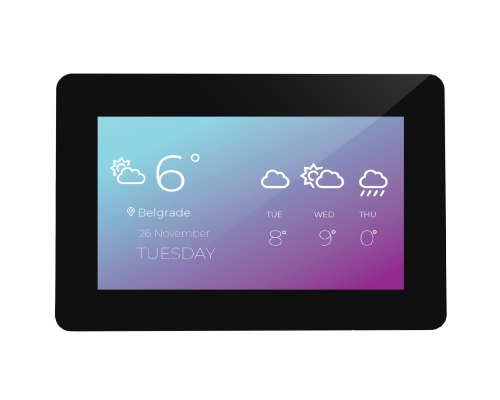 6°
Belgrade
26 November
TUESDAY
TUE WED THU
8° 9° 0°